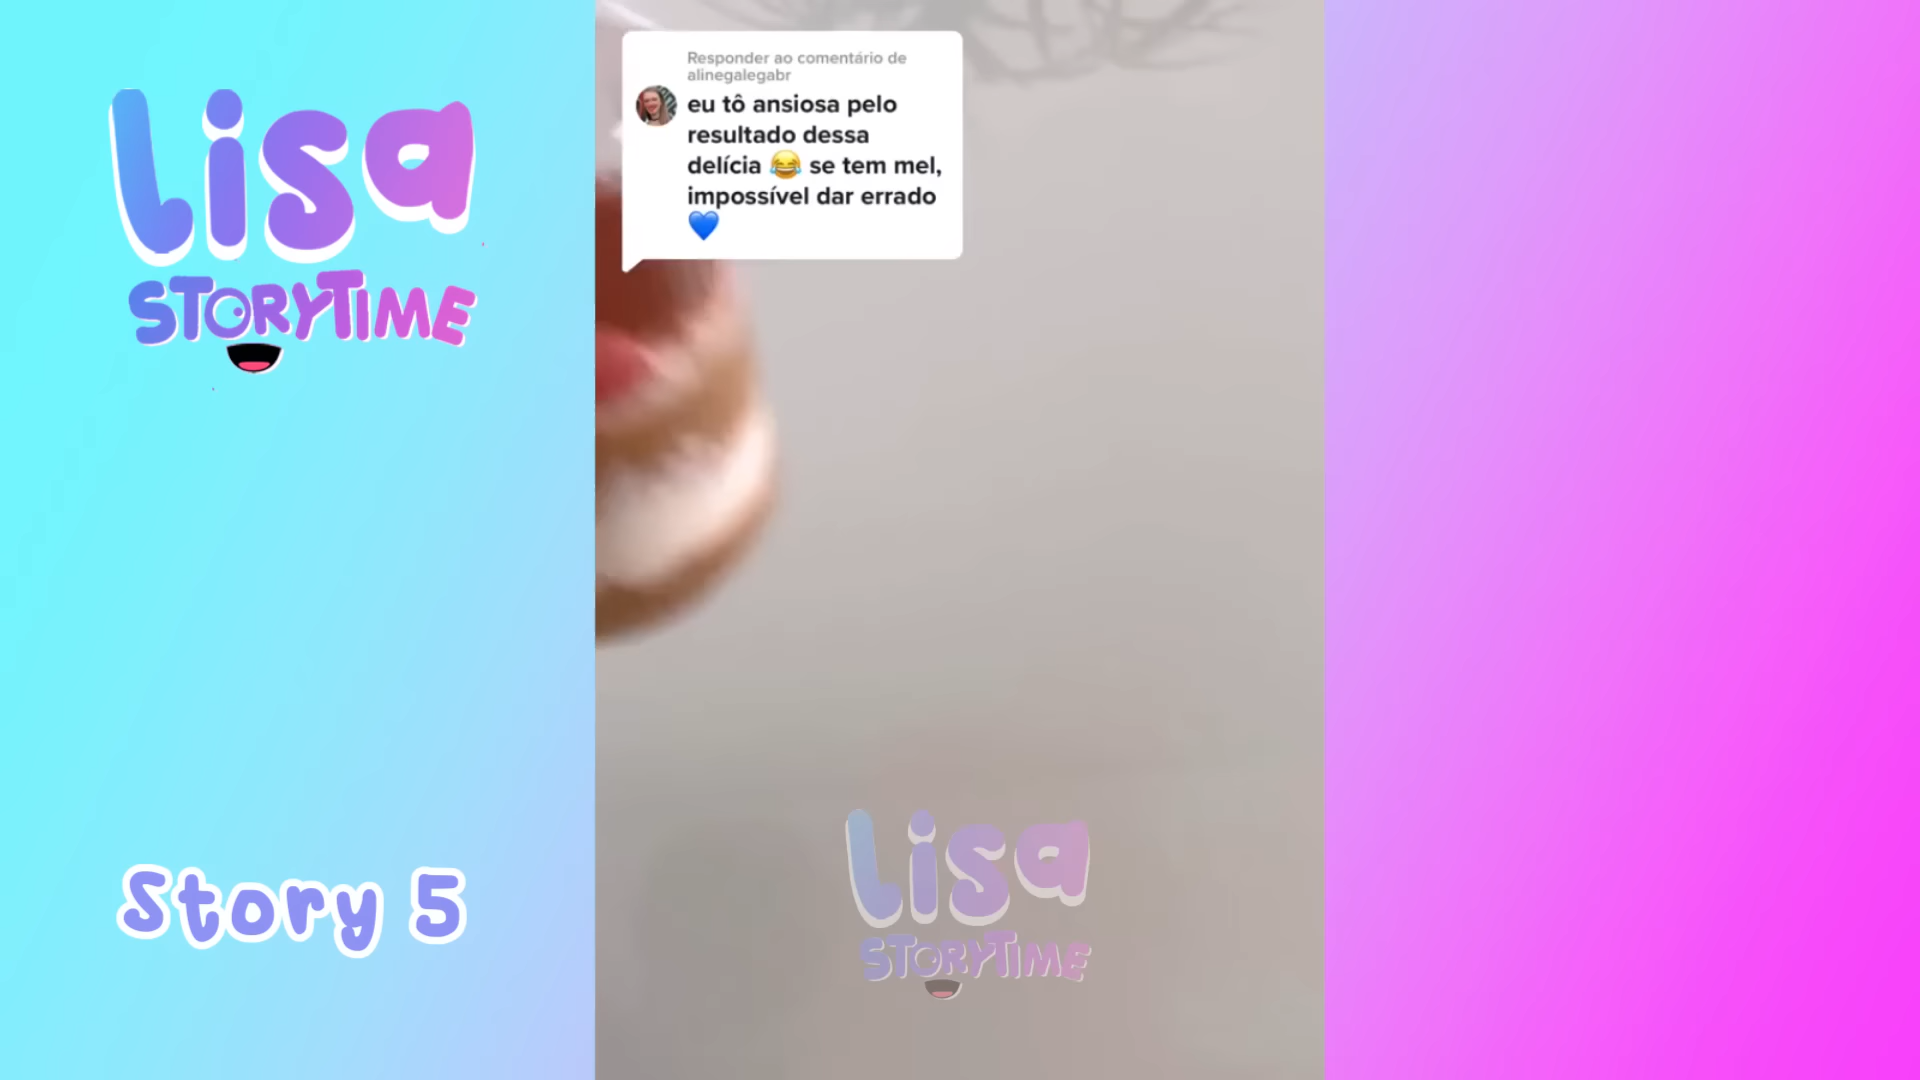 Lisa
STORYTIME
Responder ao comentário de
alinegalegabr
eu tô ansiosa pelo
resultado dessa
delícia 😂 se tem mel,
impossível dar errado
💙
Story 5
Lisa
STORYTIME